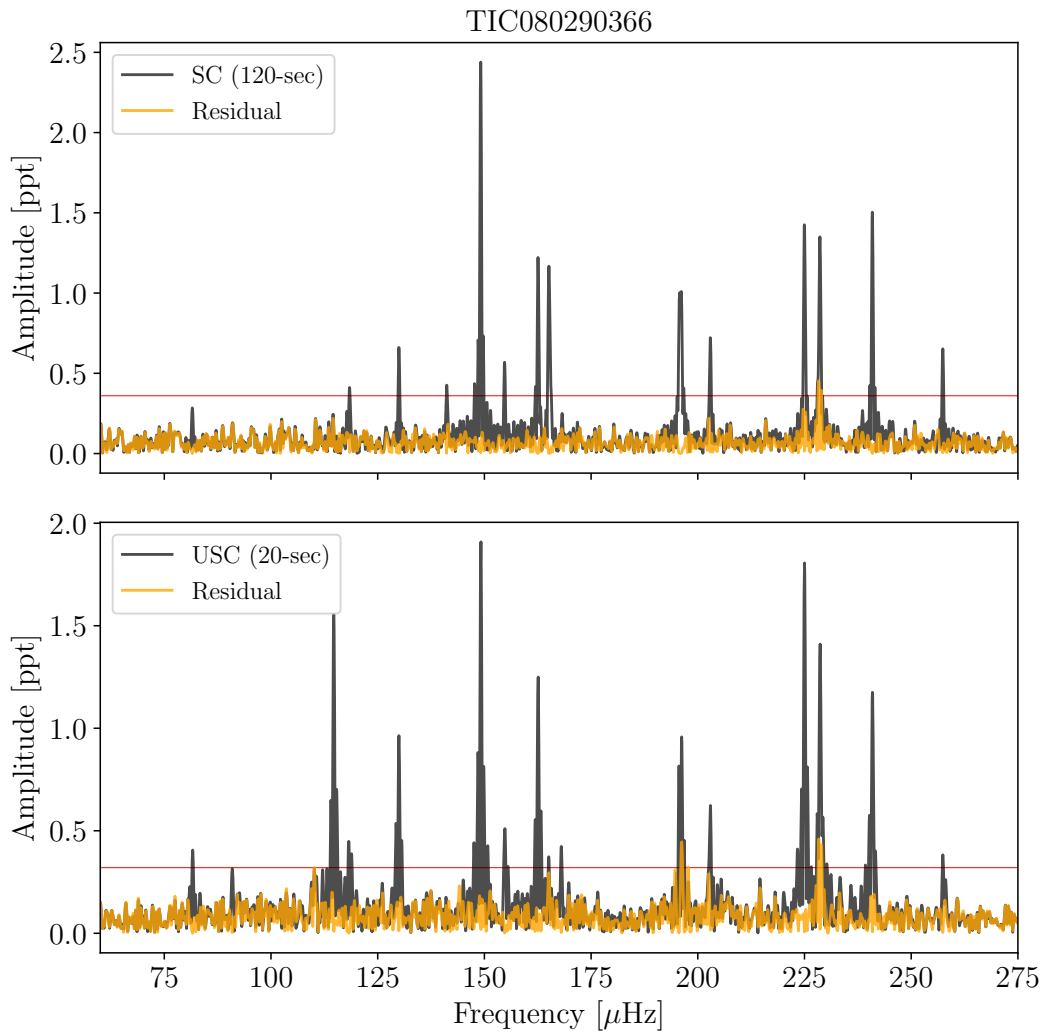 TIC080290366
2.5
2.0
1.5
1.0
0.5
0.0
Amplitude [ppt]
SC (120-sec)
Residual
2.0
1.5
1.0
0.5
0.0
Amplitude [ppt]
USC (20-sec)
Residual
75 100 125 150 175 200 225 250 275
Frequency [μHz]